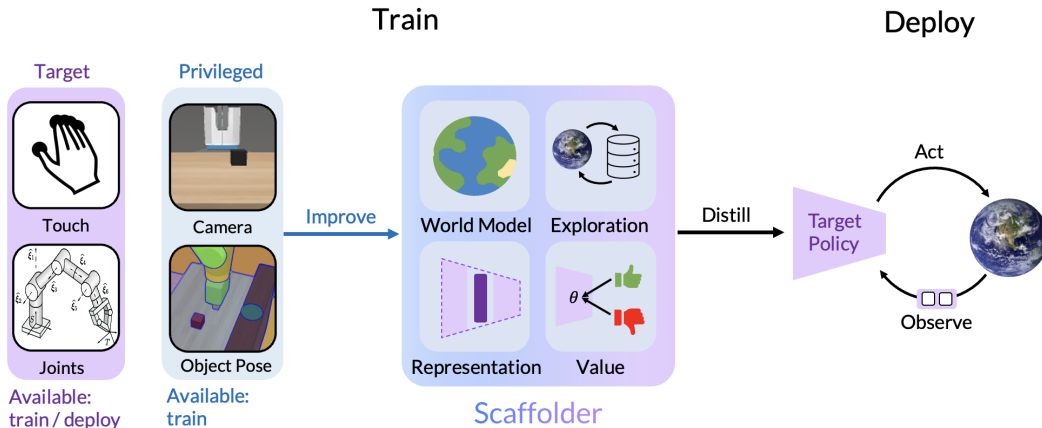 Train
Deploy
Target
Privileged
Touch
Joints
Available:
train / deploy
Camera
Object Pose
Available:
train
Improve
World Model
Exploration
Representation
θ
Value
Scaffolder
Distill
Target
Policy
Act
Observe